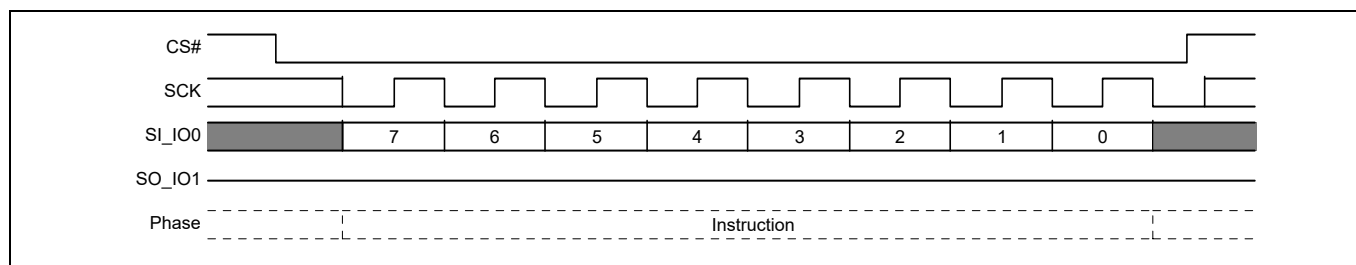 CS#
SCK
SI_IO0 7 6 5 4 3 2 1 0
SO_IO1
Phase Instruction